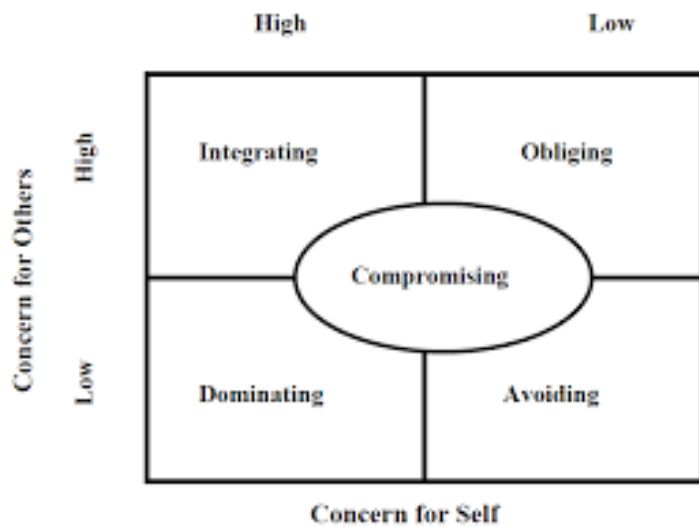 High Low
High
Integrating Obliging
Concern for Others
Compromising
Low
Dominating Avoiding
Concern for Self